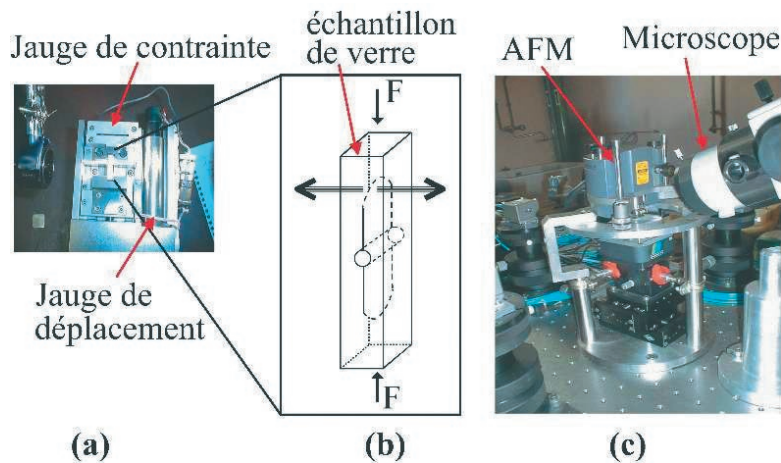 Jauge de contrainte
échantillon
de verre
F
AFM
Microscope
Jauge de
déplacement
F
(a)
(b)
(c)